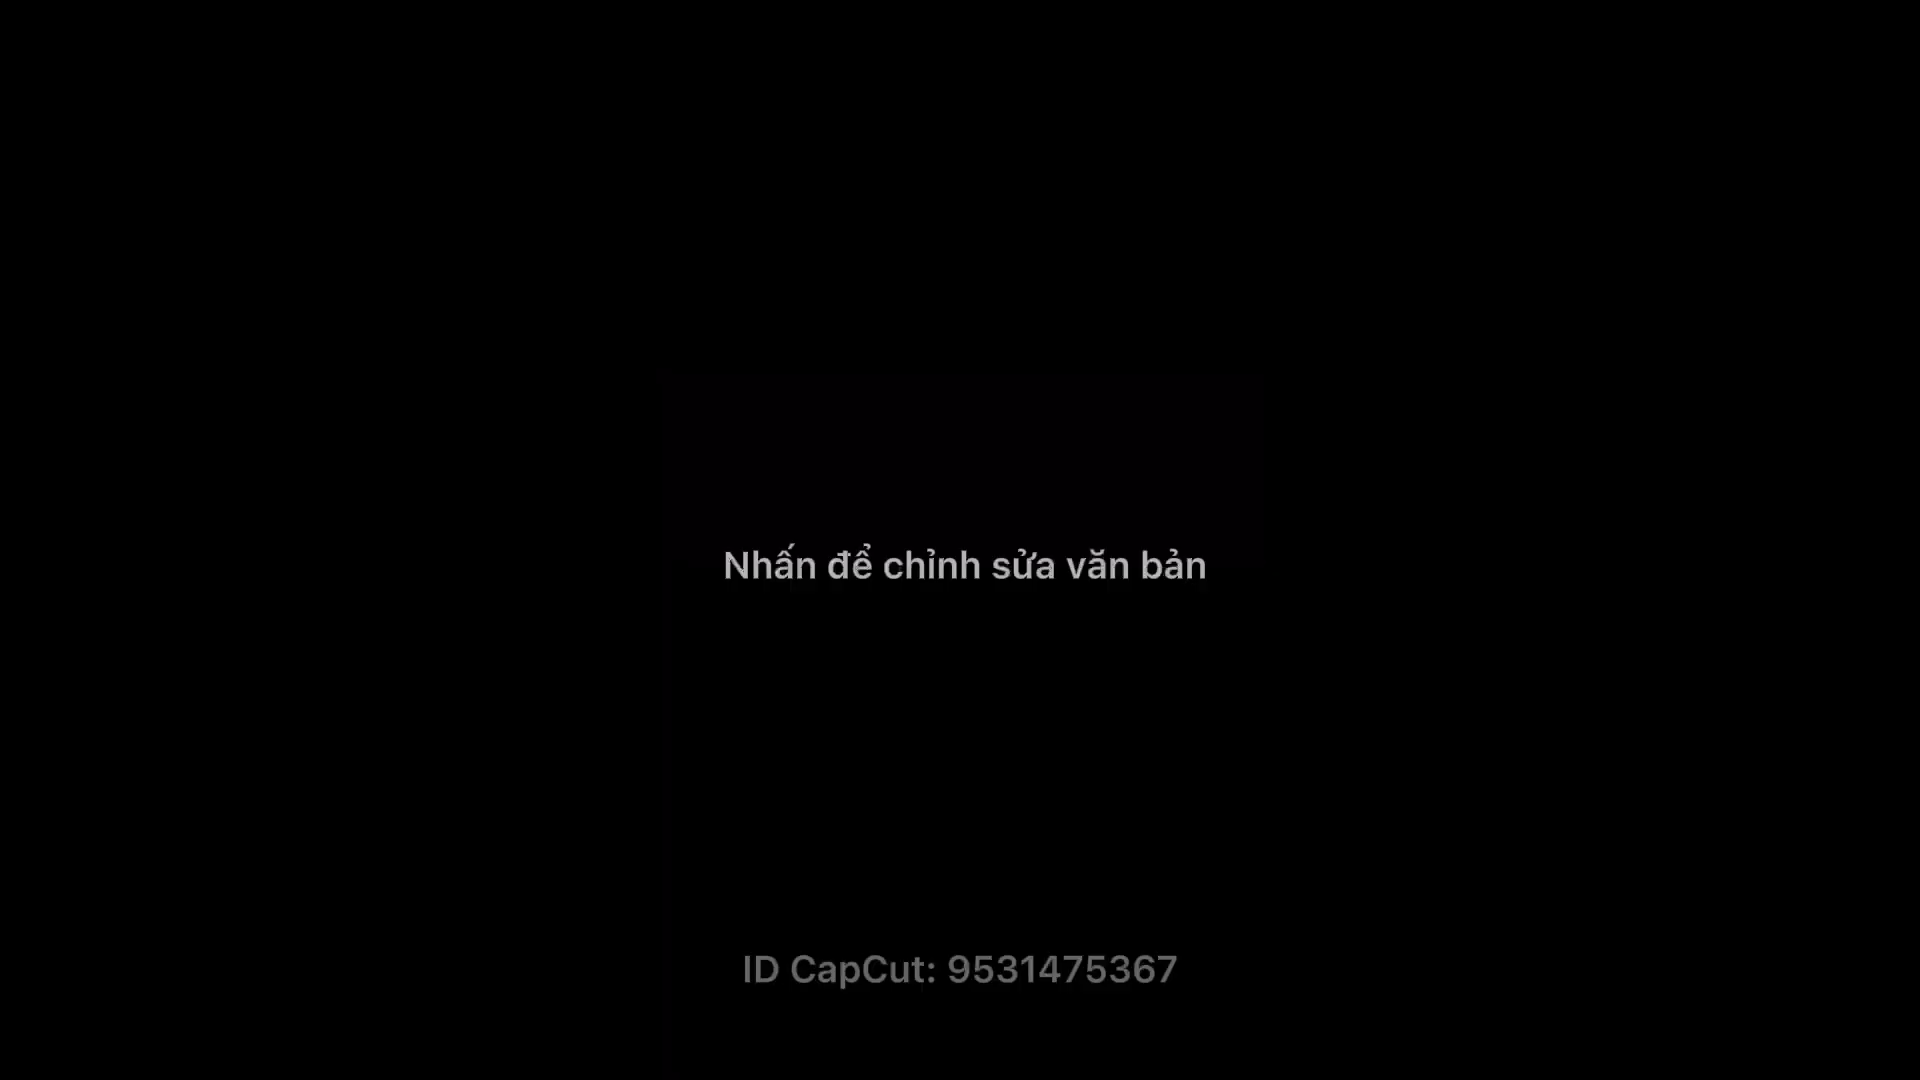 Nhấn để chỉnh sửa văn bản
ID CapCut: 9531475367